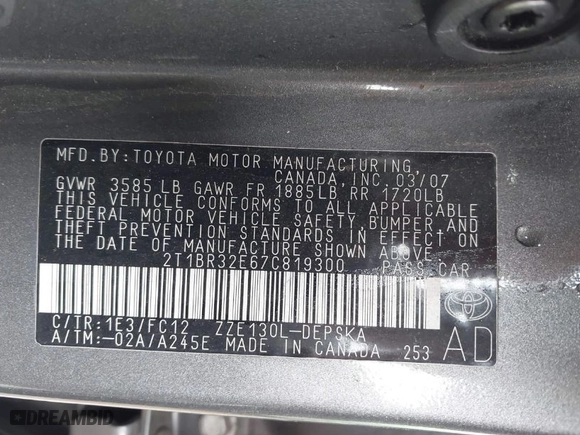 MFD. BY: TOYOTA MOTOR MANUFACTURING,
CANADA, INC. 03/07
GVWR 3585 LB GAWR FR 1885LB RR 1720LB
THIS VEHICLE CONFORMS TO ALL APPLICABLE
FEDERAL MOTOR VEHICLE SAFETY, BUMPER AND
THEFT PREVENTION STANDARDS IN EFFECT ON
THE DATE OF MANUFACTURE SHOWN ABOVE.
2T1BR32E67C819300 PASS.CAR
C/TR: 1E3/FC12 ZZE130L-DEPSKA
A/TM: -02A/A245E MADE IN CANADA 253
AD
DREAMBID